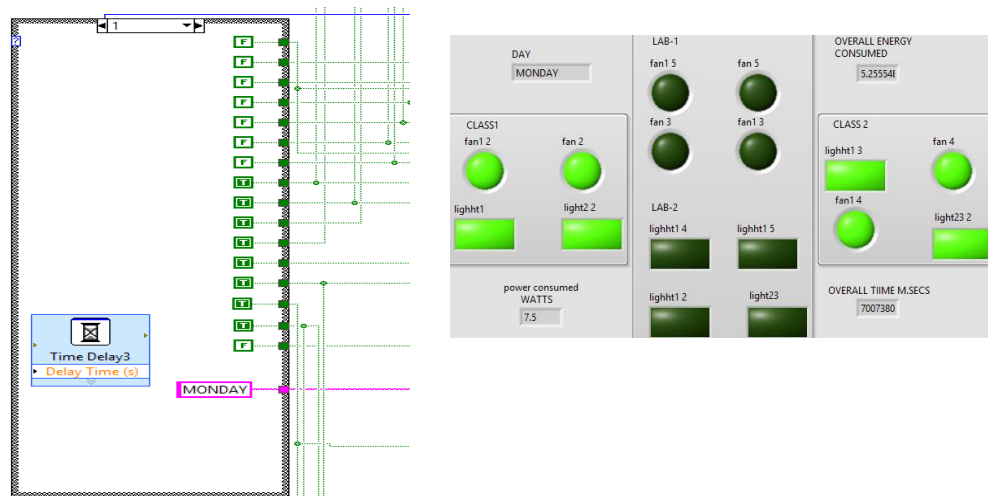 1
?
F
F
F
F
F
F
F
T
T
T
T
T
T
T
T
F
Time Delay3
Delay Time (s)
MONDAY
DAY
MONDAY
CLASS1
fan1 2
fan 2
lighht1
light2 2
power consumed
WATTS
7.5
LAB-1
fan1 5
fan 5
fan 3
fan1 3
LAB-2
lighht1 4
lighht1 5
lighht1 2
light23
OVERALL ENERGY
CONSUMED
5.25554E
CLASS 2
lighht1 3
fan 4
fan1 4
light23 2
OVERALL TIIME M.SECS
7007380